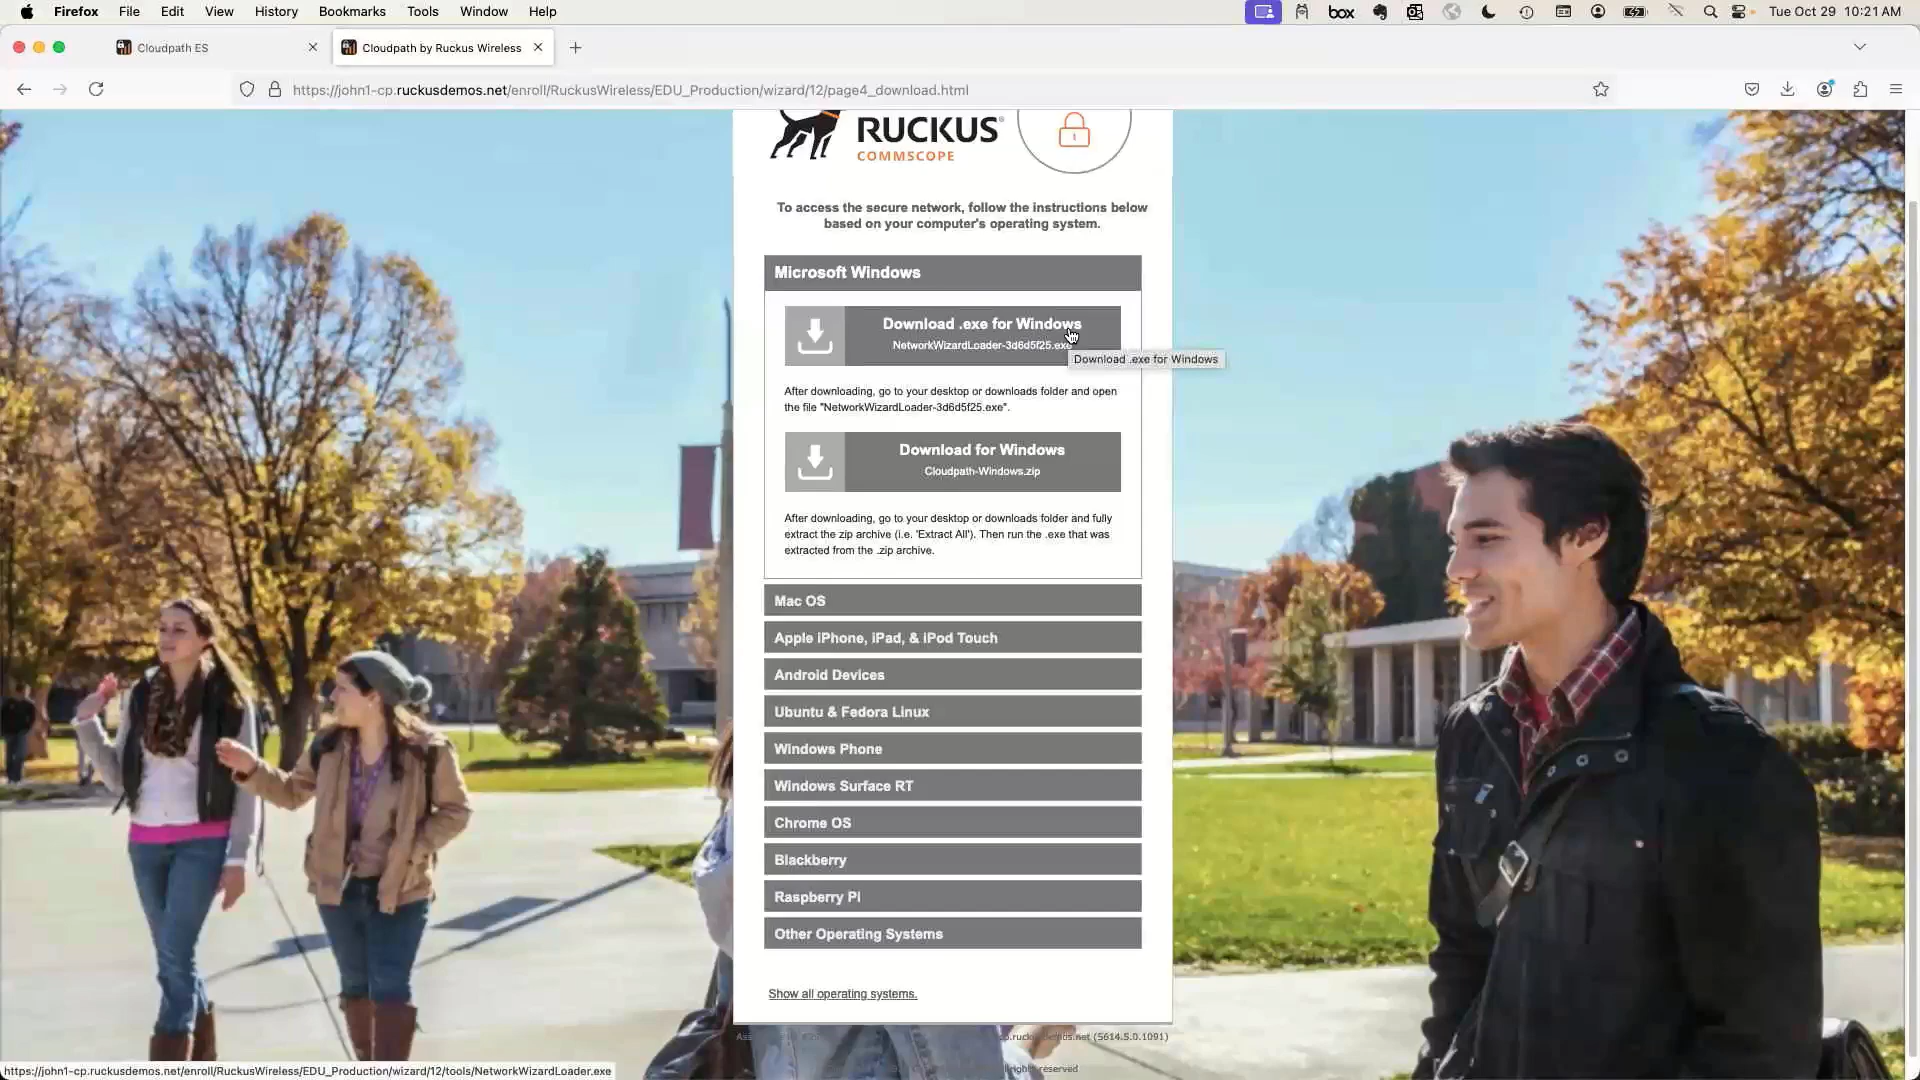 Firefox File Edit View History Bookmarks Tools Window Help
box
Tue Oct 29 10:21 AM
Cloudpath ES
Cloudpath by Ruckus Wireless
https://john1-cp.ruckusdemos.net/enroll/RuckusWireless/EDU_Production/wizard/12/page4_download.html
RUCKUS
COMMSCOPE
To access the secure network, follow the instructions below
based on your computer's operating system.
Microsoft Windows
Download .exe for Windows
NetworkWizardLoader-3d6d5f25.exe
Download .exe for Windows
After downloading, go to your desktop or downloads folder and open
the file "NetworkWizardLoader-3d6d5f25.exe".
Download for Windows
Cloudpath-Windows.zip
After downloading, go to your desktop or downloads folder and fully
extract the zip archive (i.e. 'Extract All'). Then run the .exe that was
extracted from the .zip archive.
Mac OS
Apple iPhone, iPad, & iPod Touch
Android Devices
Ubuntu & Fedora Linux
Windows Phone
Windows Surface RT
Chrome OS
Blackberry
Raspberry Pi
Other Operating Systems
Show all operating systems.
(5614.5.0.1091)
reserved
https://john1-cp.ruckusdemos.net/enroll/RuckusWireless/EDU_Production/wizard/12/tools/NetworkWizardLoader.exe